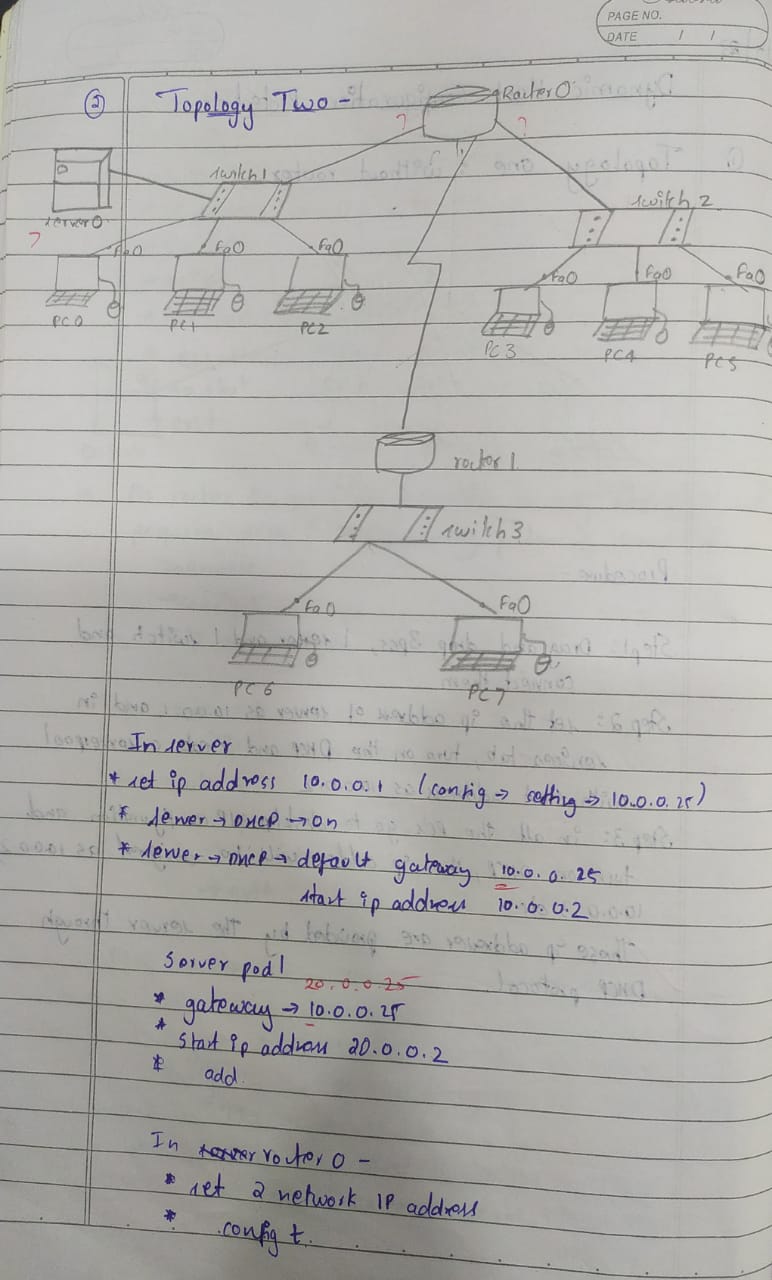 PAGE NO.
DATE / /
② Topology Two -
Router0
?
?
switch1
switch 2
server0
?
Fa0
Fa0
Fa0
Fa0
Fa0
Fa0
PC0
PC1
PC2
PC3
PC4
PC5
router1
switch3
Fa0
Fa0
PC6
PC7
In server
* set ip address 10.0.0.1 (config → setting → 10.0.0.25)
* server → DHCP → on
* server → DHCP → default gateway 10.0.0.25
start ip address 10.0.0.2
server pool 1
20.0.0.25
* gateway → 10.0.0.25
* start ip address 20.0.0.2
* add.
In router0 -
* set 2 network IP address
* config t.